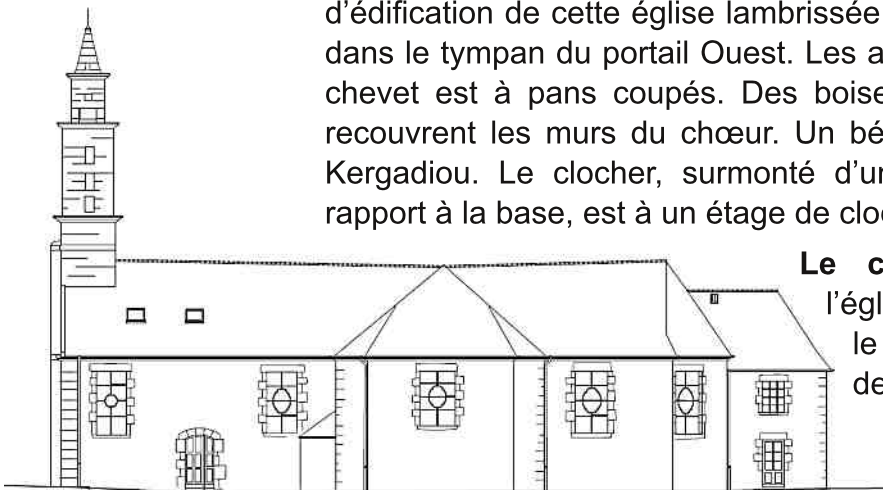 d’édification de cette église lambrissée
dans le tympan du portail Ouest. Les a
chevet est à pans coupés. Des boise
recouvrent les murs du chœur. Un bé
Kergadiou. Le clocher, surmonté d’u
rapport à la base, est à un étage de clo
Le c
l’égl
le
de